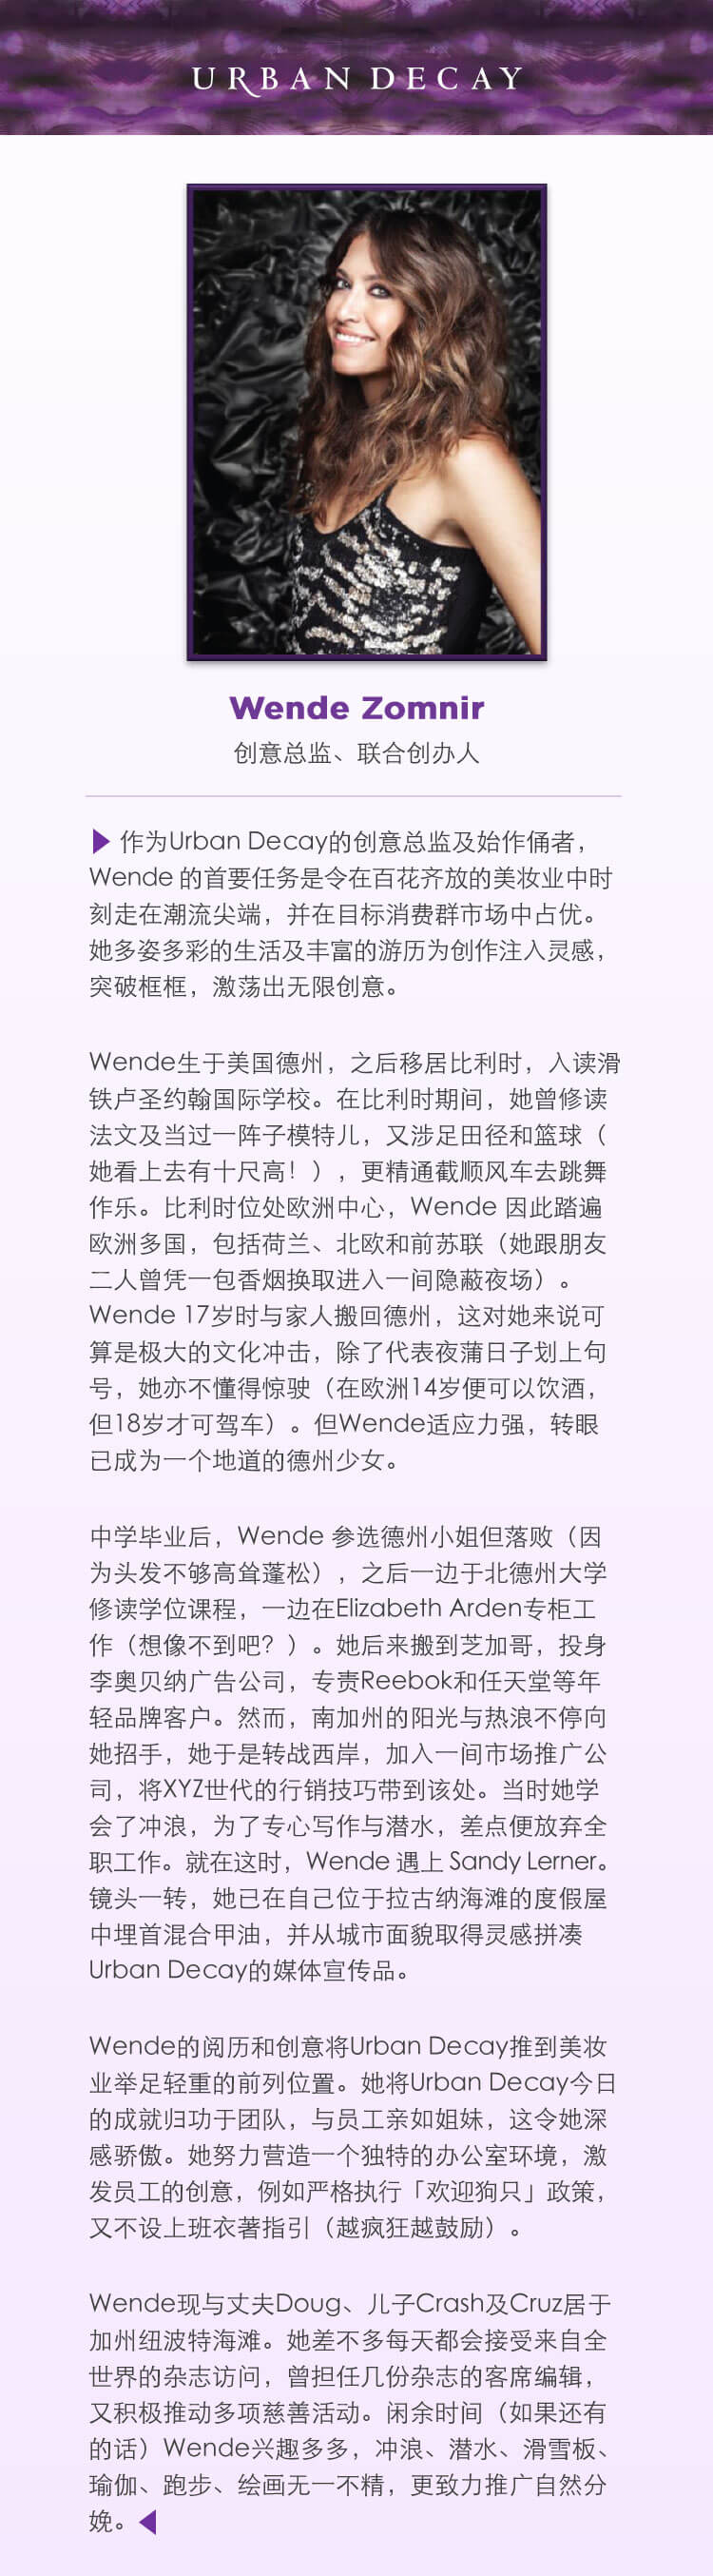 URBAN DECAY
Wende Zomnir
创意总监、联合创办人
作为Urban Decay的创意总监及始作俑者，
Wende 的首要任务是令在百花齐放的美妆业中时
刻走在潮流尖端，并在目标消费群市场中占优。
她多姿多彩的生活及丰富的游历为创作注入灵感，
突破框框，激荡出无限创意。
Wende生于美国德州，之后移居比利时，入读滑
铁卢圣约翰国际学校。在比利时期间，她曾修读
法文及当过一阵子模特儿，又涉足田径和篮球（
她看上去有十尺高！），更精通截顺风车去跳舞
作乐。比利时位处欧洲中心，Wende 因此踏遍
欧洲多国，包括荷兰、北欧和前苏联（她跟朋友
二人曾凭一包香烟换取进入一间隐蔽夜场）。
Wende 17岁时与家人搬回德州，这对她来说可
算是极大的文化冲击，除了代表夜蒲日子划上句
号，她亦不懂得惊驶（在欧洲14岁便可以饮酒，
但18岁才可驾车）。但Wende适应力强，转眼
已成为一个地道的德州少女。
中学毕业后，Wende 参选德州小姐但落败（因
为头发不够高耸蓬松），之后一边于北德州大学
修读学位课程，一边在Elizabeth Arden专柜工
作（想像不到吧？）。她后来搬到芝加哥，投身
李奥贝纳广告公司，专责Reebok和任天堂等年
轻品牌客户。然而，南加州的阳光与热浪不停向
她招手，她于是转战西岸，加入一间市场推广公
司，将XYZ世代的行销技巧带到该处。当时她学
会了冲浪，为了专心写作与潜水，差点便放弃全
职工作。就在这时，Wende 遇上 Sandy Lerner。
镜头一转，她已在自己位于拉古纳海滩的度假屋
中埋首混合甲油，并从城市面貌取得灵感拼凑
Urban Decay的媒体宣传品。
Wende的阅历和创意将Urban Decay推到美妆
业举足轻重的前列位置。她将Urban Decay今日
的成就归功于团队，与员工亲如姐妹，这令她深
感骄傲。她努力营造一个独特的办公室环境，激
发员工的创意，例如严格执行「欢迎狗只」政策，
又不设上班衣著指引（越疯狂越鼓励）。
Wende现与丈夫Doug、儿子Crash及Cruz居于
加州纽波特海滩。她差不多每天都会接受来自全
世界的杂志访问，曾担任几份杂志的客席编辑，
又积极推动多项慈善活动。闲余时间（如果还有
的话）Wende兴趣多多，冲浪、潜水、滑雪板、
瑜伽、跑步、绘画无一不精，更致力推广自然分
娩。